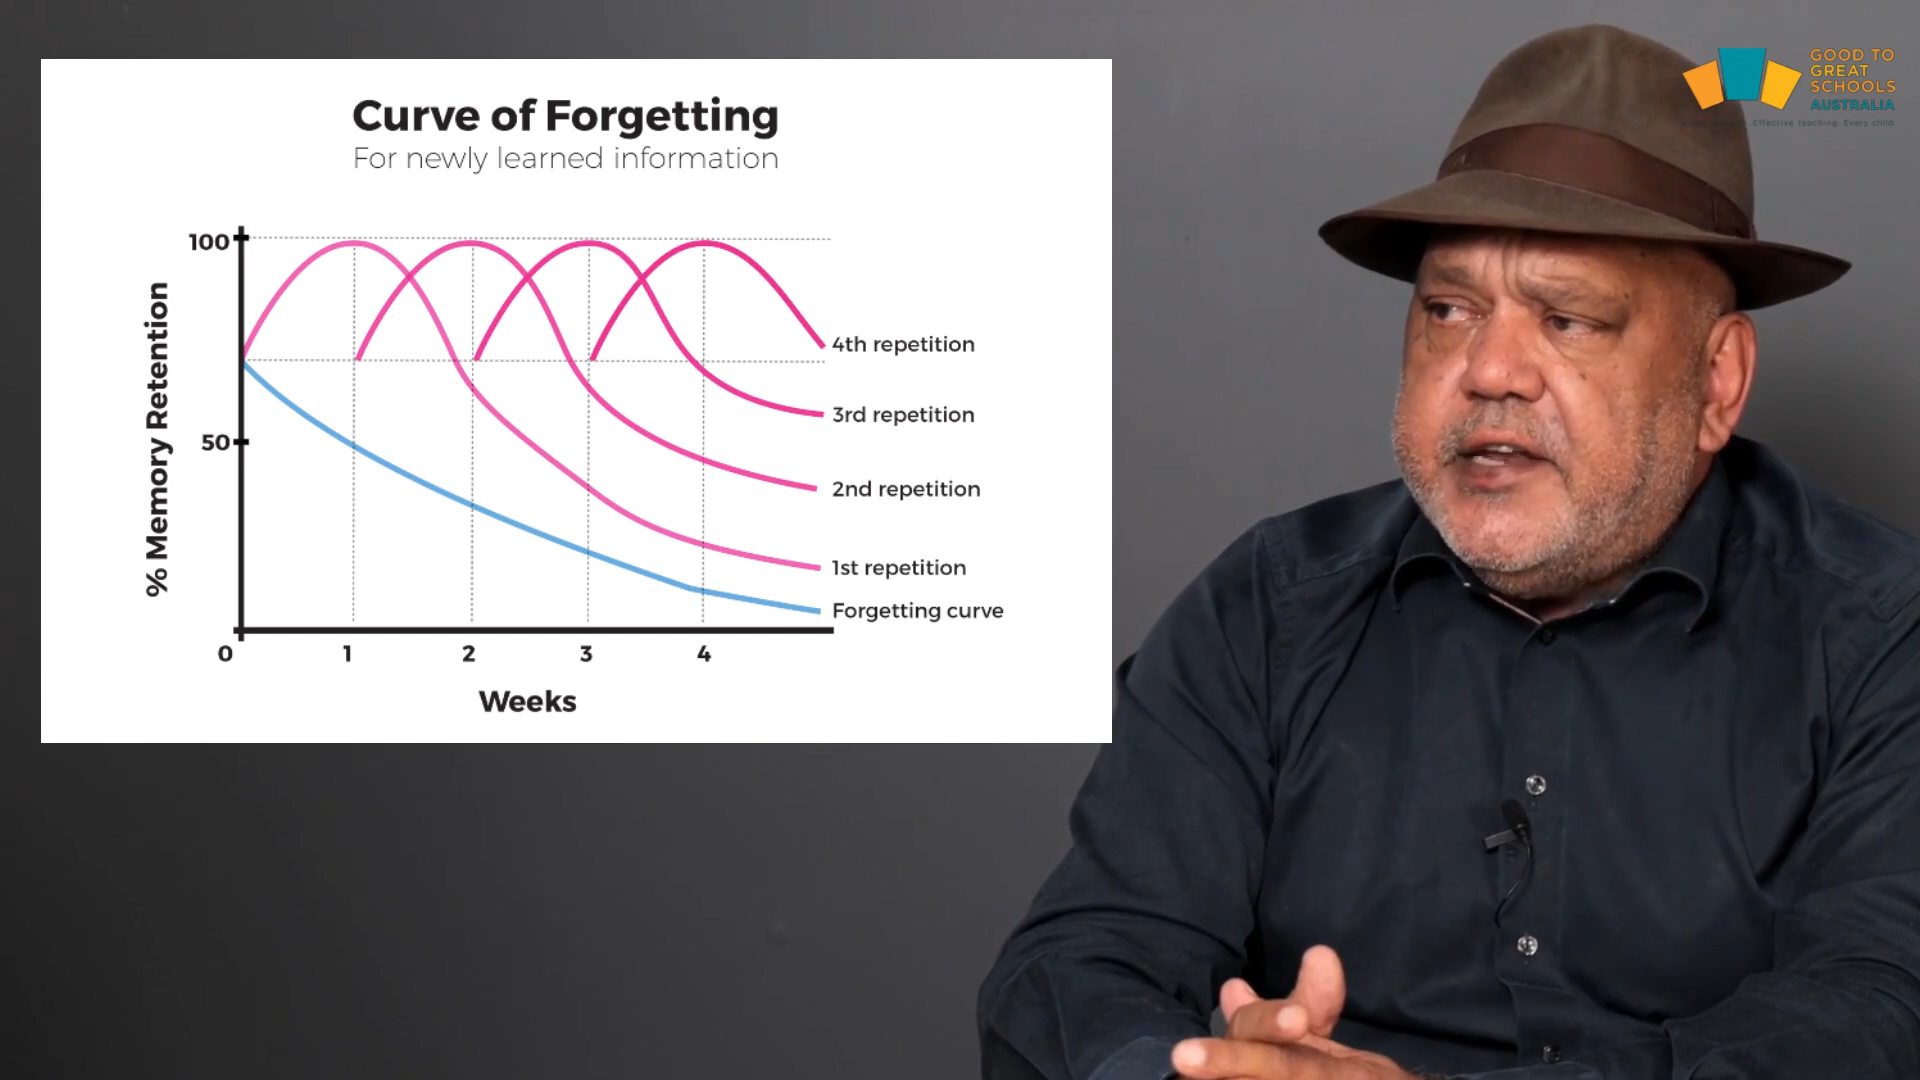 Curve of Forgetting
For newly learned information
100
50
% Memory Retention
4th repetition
3rd repetition
2nd repetition
1st repetition
Forgetting curve
0 1 2 3 4
Weeks
GOOD TO
GREAT
SCHOOLS
AUSTRALIA
Effective teaching. Every child.